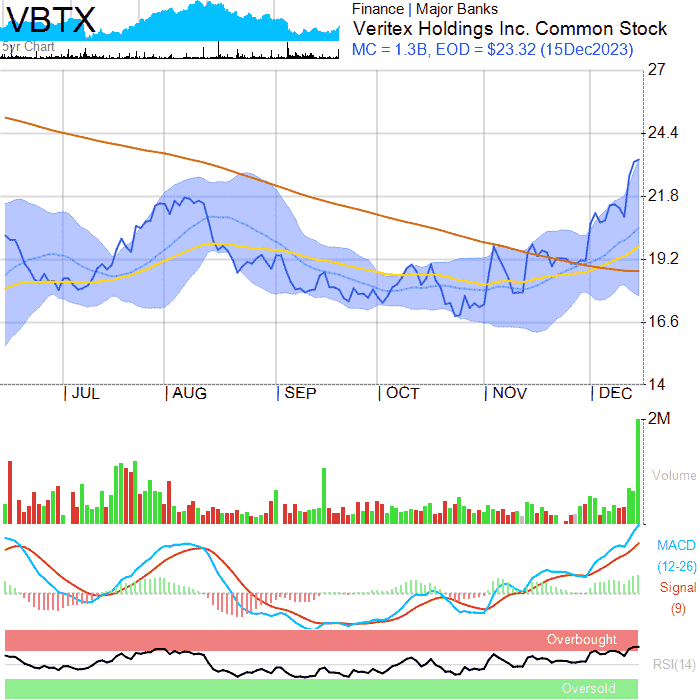 VBTX
5yr Chart
Finance | Major Banks
Veritex Holdings Inc. Common Stock
MC = 1.3B, EOD = $23.32 (15Dec2023)
27
24.4
21.8
19.2
16.6
14
JUL AUG SEP OCT NOV DEC
2M
Volume
MACD
(12-26)
Signal
(9)
Overbought
RSI(14)
Oversold